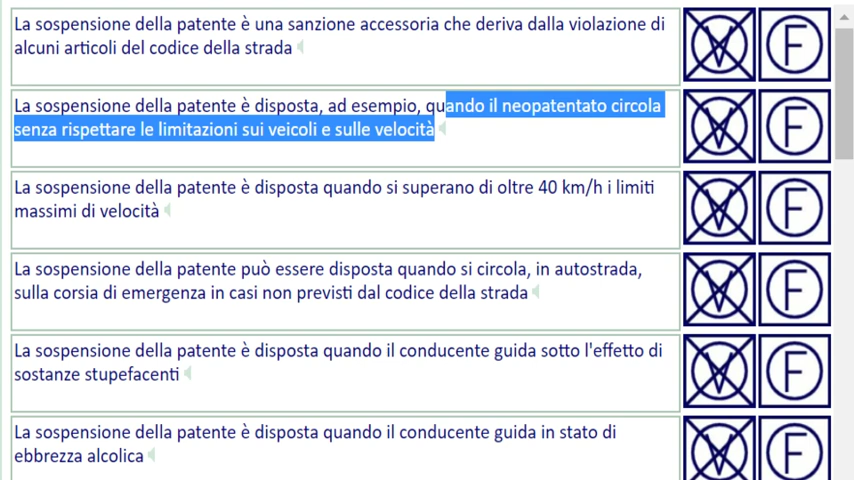 La sospensione della patente è una sanzione accessoria che deriva dalla violazione di
alcuni articoli del codice della strada
V F
La sospensione della patente è disposta, ad esempio, quando il neopatentato circola
senza rispettare le limitazioni sui veicoli e sulle velocità
V F
La sospensione della patente è disposta quando si superano di oltre 40 km/h i limiti
massimi di velocità
V F
La sospensione della patente può essere disposta quando si circola, in autostrada,
sulla corsia di emergenza in casi non previsti dal codice della strada
V F
La sospensione della patente è disposta quando il conducente guida sotto l'effetto di
sostanze stupefacenti
V F
La sospensione della patente è disposta quando il conducente guida in stato di
ebbrezza alcolica
V F